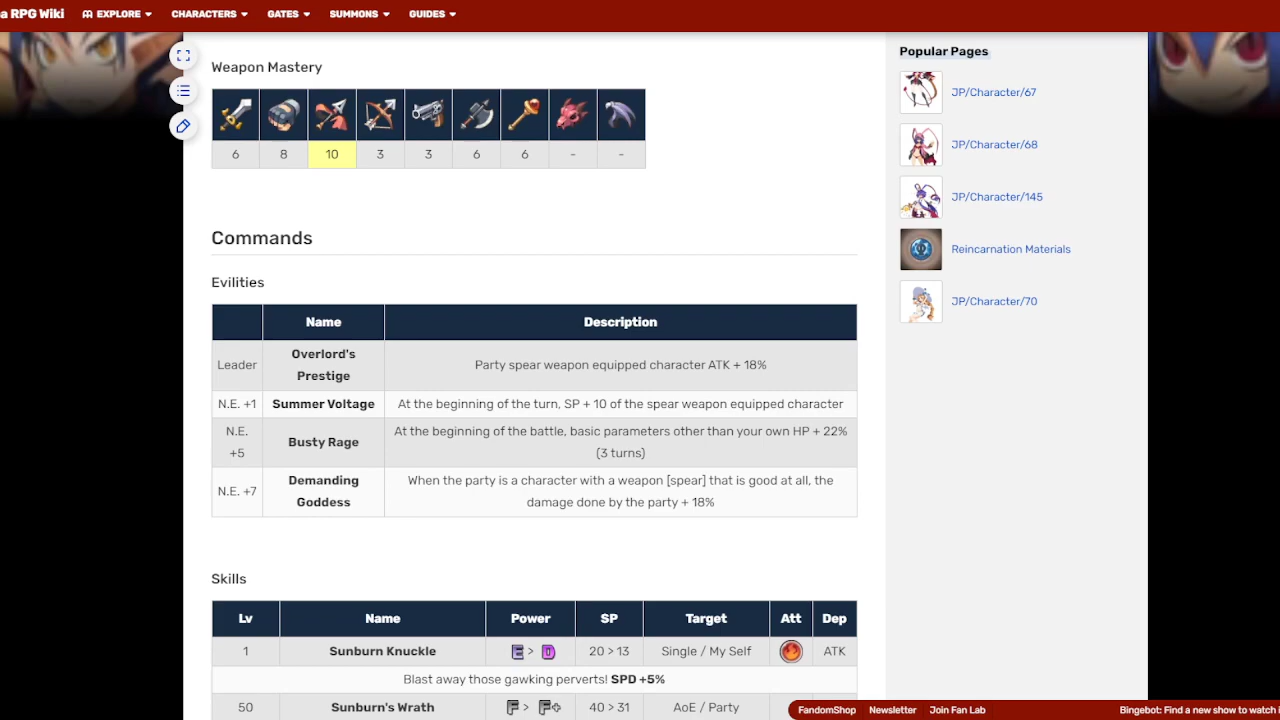 a RPG Wiki EXPLORE CHARACTERS GATES SUMMONS GUIDES
Weapon Mastery
6 8 10 3 3 6 6 - -
Commands
Evilities
Name Description
Leader Overlord's Prestige Party spear weapon equipped character ATK + 18%
N.E. +1 Summer Voltage At the beginning of the turn, SP + 10 of the spear weapon equipped character
N.E. +5 Busty Rage At the beginning of the battle, basic parameters other than your own HP + 22%
(3 turns)
N.E. +7 Demanding Goddess When the party is a character with a weapon [spear] that is good at all, the
damage done by the party + 18%
Skills
Lv Name Power SP Target Att Dep
1 Sunburn Knuckle E > D 20 > 13 Single / My Self ATK
Blast away those gawking perverts! SPD +5%
50 Sunburn's Wrath F > F+ 40 > 31 AoE / Party
Popular Pages
JP/Character/67
JP/Character/68
JP/Character/145
Reincarnation Materials
JP/Character/70
FandomShop Newsletter Join Fan Lab Bingebot: Find a new show to watch i